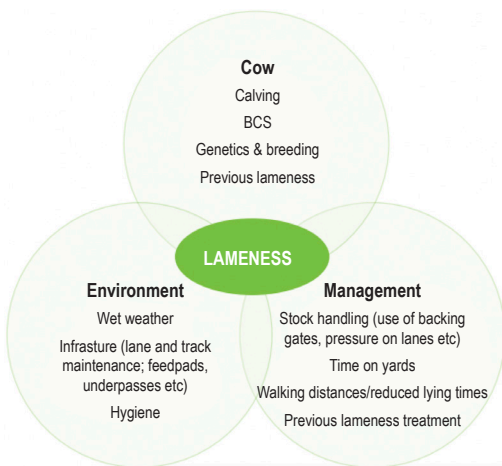 Cow
Calving
BCS
Genetics & breeding
Previous lameness
LAMENESS
Environment
Wet weather
Infrasture (lane and track
maintenance; feedpads,
underpasses etc)
Hygiene
Management
Stock handling (use of backing
gates, pressure on lanes etc)
Time on yards
Walking distances/reduced lying times
Previous lameness treatment